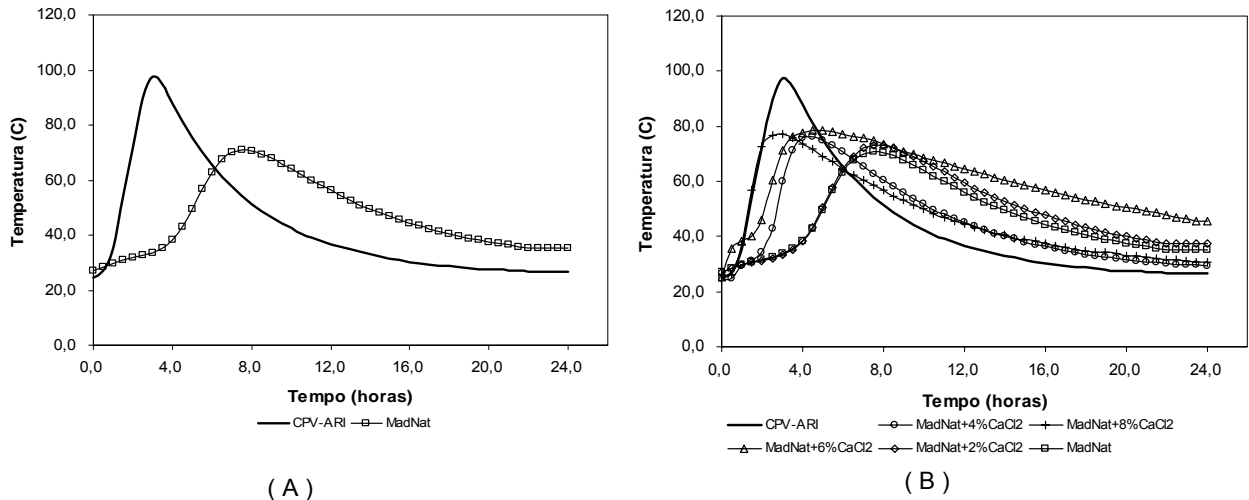 120,0
100,0
80,0
60,0
40,0
20,0
0,0
Temperatura (C)
0,0 4,0 8,0 12,0 16,0 20,0 24,0
Tempo (horas)
CPV-ARI MadNat
( A )
120,0
100,0
80,0
60,0
40,0
20,0
0,0
Temperatura (C)
0,0 4,0 8,0 12,0 16,0 20,0 24,0
Tempo (horas)
CPV-ARI MadNat+4%CaCl2 MadNat+8%CaCl2
MadNat+6%CaCl2 MadNat+2%CaCl2 MadNat
( B )